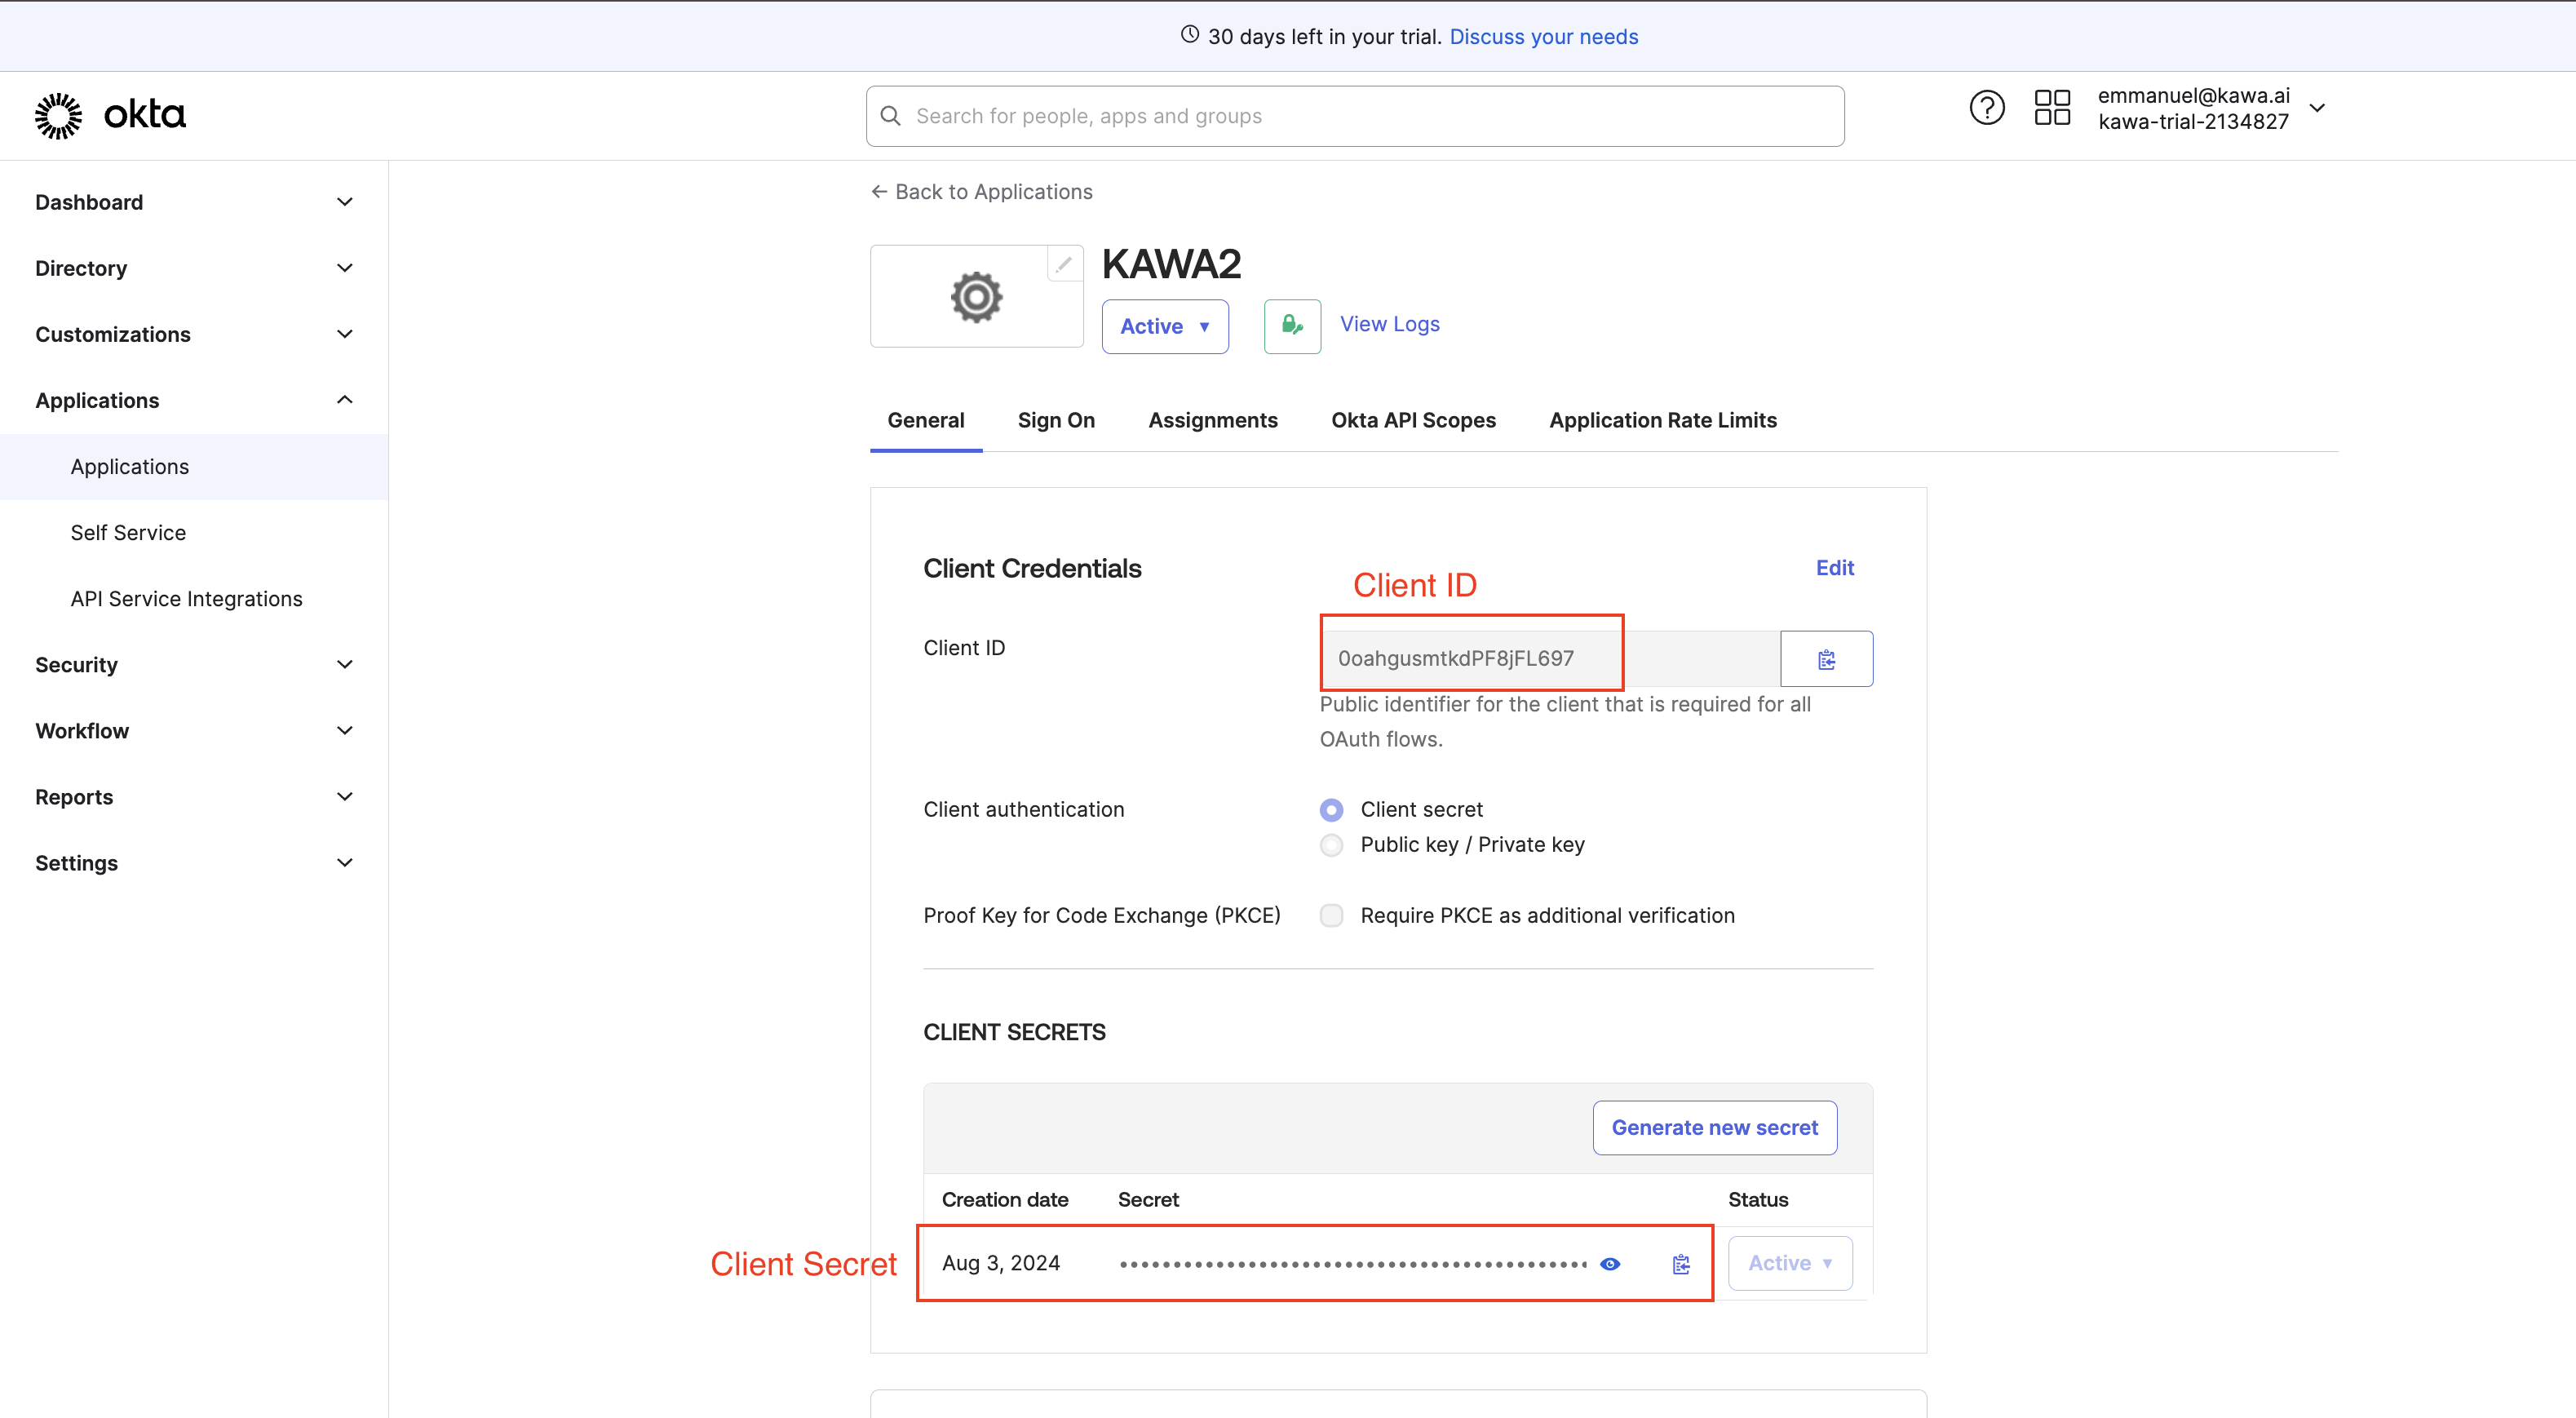 30 days left in your trial. Discuss your needs
okta
Search for people, apps and groups
emmanuel@kawa.ai
kawa-trial-2134827
Dashboard
Directory
Customizations
Applications
Applications
Self Service
API Service Integrations
Security
Workflow
Reports
Settings
← Back to Applications
KAWA2
Active
View Logs
General Sign On Assignments Okta API Scopes Application Rate Limits
Client Credentials
Edit
Client ID
Client ID
0oahgusmtkdPF8jFL697
Public identifier for the client that is required for all
OAuth flows.
Client authentication
Client secret
Public key / Private key
Proof Key for Code Exchange (PKCE)
Require PKCE as additional verification
CLIENT SECRETS
Generate new secret
Creation date Secret Status
Client Secret
Aug 3, 2024
Active